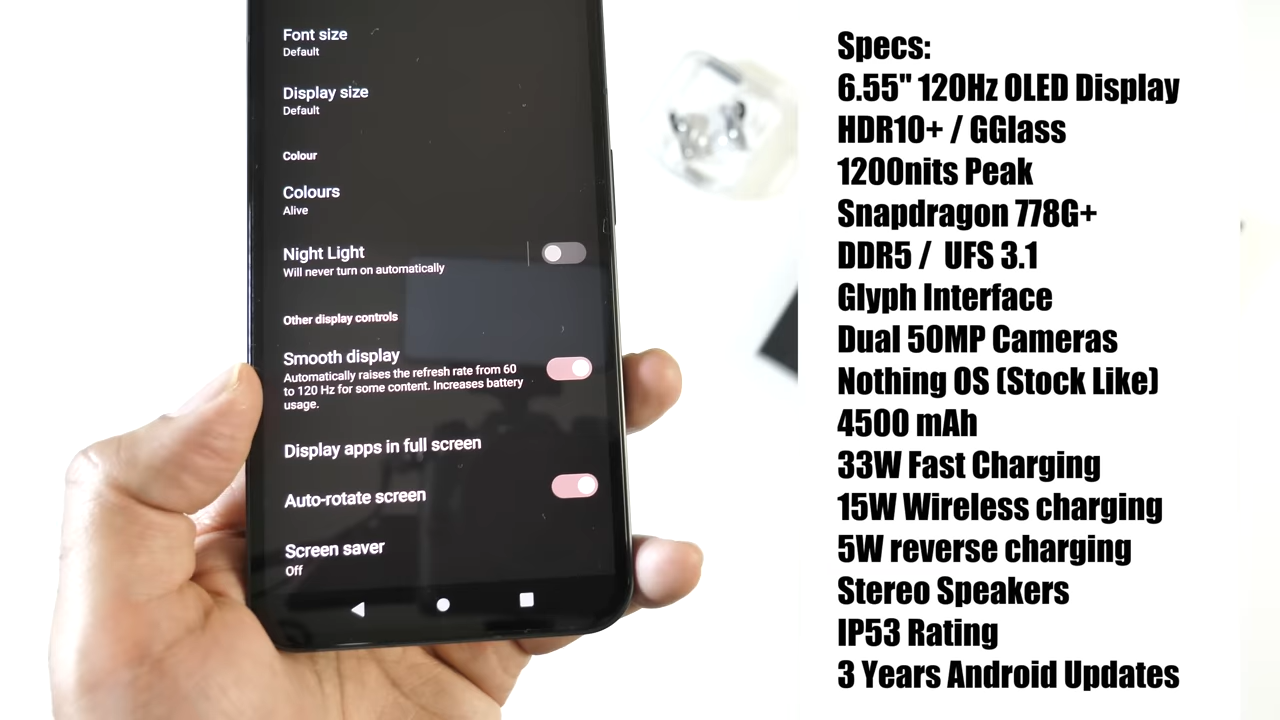 Font size
Default
Display size
Default
Colour
Colours
Alive
Night Light
Will never turn on automatically
Other display controls
Smooth display
Automatically raises the refresh rate from 60
to 120 Hz for some content. Increases battery
usage.
Display apps in full screen
Auto-rotate screen
Screen saver
Off
Specs:
6.55" 120Hz OLED Display
HDR10+ / GGlass
1200nits Peak
Snapdragon 778G+
DDR5 / UFS 3.1
Glyph Interface
Dual 50MP Cameras
Nothing OS (Stock Like)
4500 mAh
33W Fast Charging
15W Wireless charging
5W reverse charging
Stereo Speakers
IP53 Rating
3 Years Android Updates